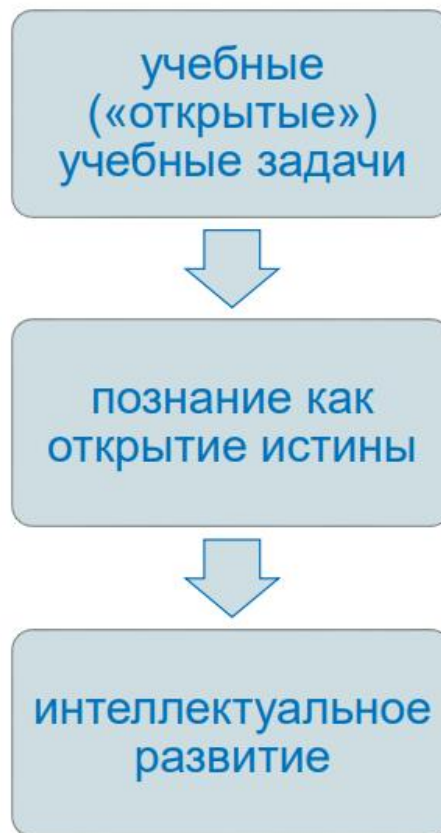 учебные
(«открытые»)
учебные задачи
познание как
открытие истины
интеллектуальное
развитие